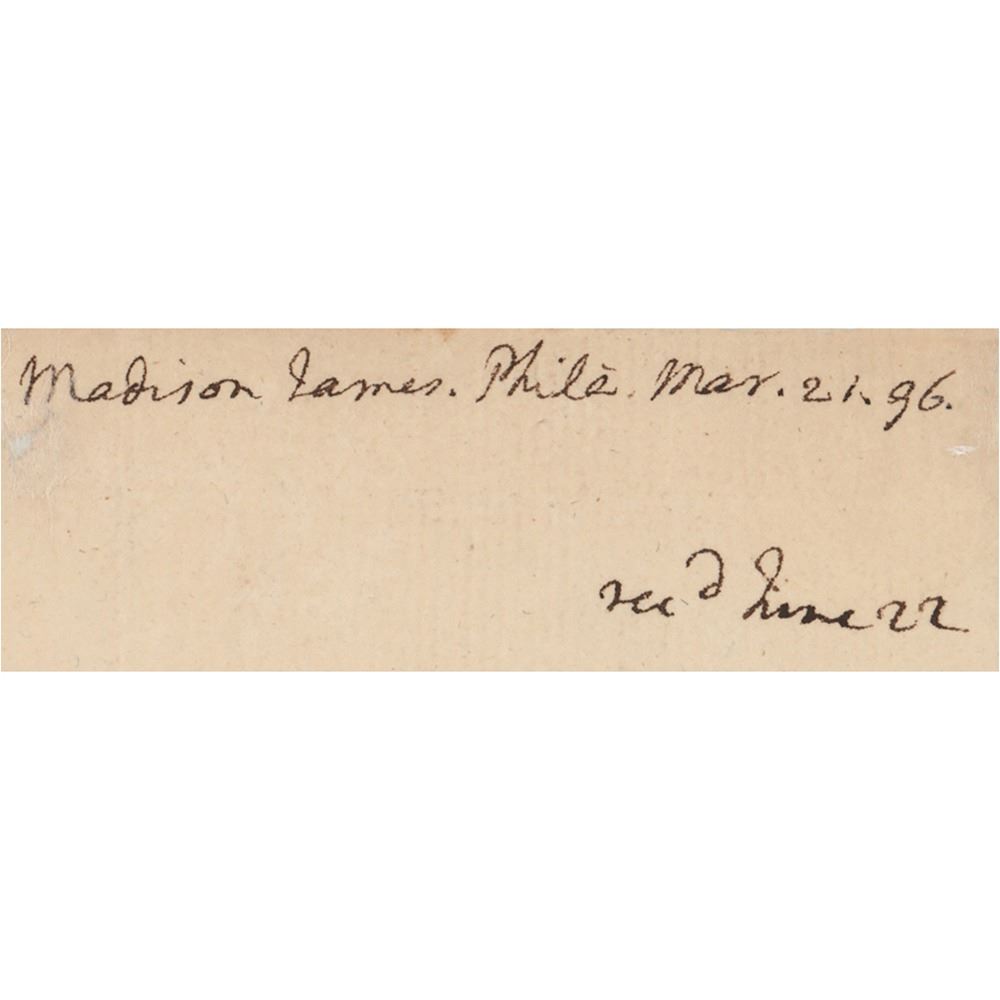 Madison James. Phila. Mar. 21. 96.
recd June 22